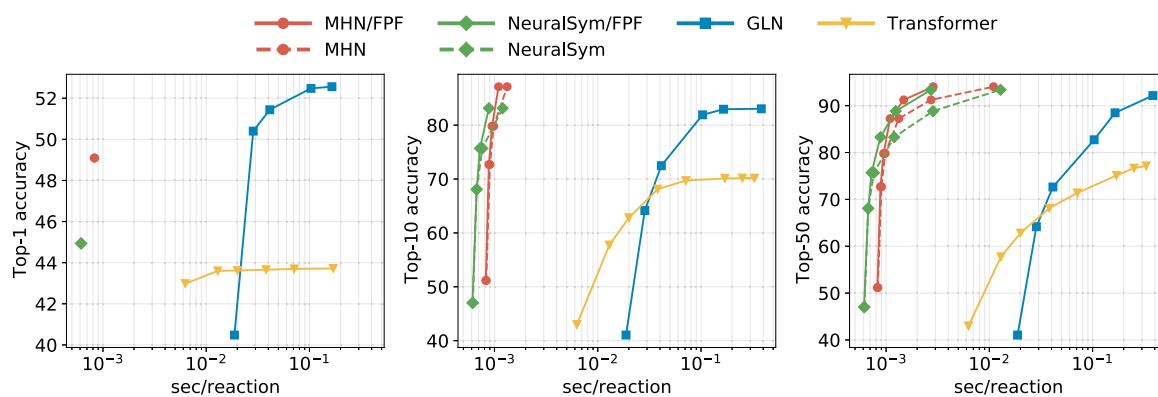 MHN/FPF NeuralSym/FPF GLN Transformer
MHN NeuralSym
Top-1 accuracy
52
50
48
46
44
42
40
10⁻³ 10⁻² 10⁻¹
sec/reaction
Top-10 accuracy
80
70
60
50
40
10⁻³ 10⁻² 10⁻¹
sec/reaction
Top-50 accuracy
90
80
70
60
50
40
10⁻³ 10⁻² 10⁻¹
sec/reaction